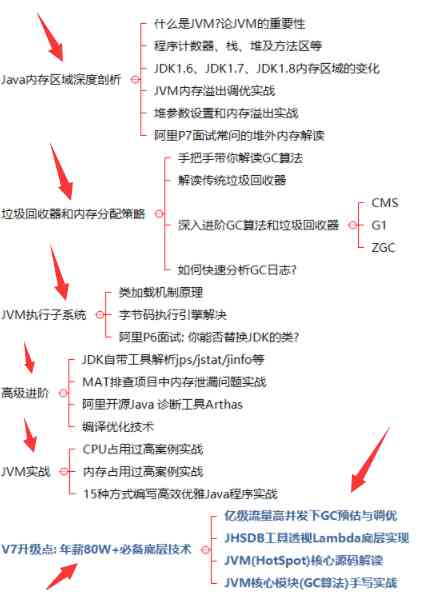 什么是JVM?论JVM的重要性
程序计数器、栈、堆及方法区等
Java内存区域深度剖析
JDK1.6、JDK1.7、JDK1.8内存区域的变化
JVM内存溢出调优实战
堆参数设置和内存溢出实战
阿里P7面试常问的堆外内存解读
手把手带你解读GC算法
解读传统垃圾回收器
垃圾回收器和内存分配策略
深入进阶GC算法和垃圾回收器
CMS
G1
ZGC
如何快速分析GC日志?
类加载机制原理
JVM执行子系统
字节码执行引擎解决
阿里P6面试; 你能否替换JDK的类?
JDK自带工具解析jps/jstat/jinfo等
MAT排查项目中内存泄漏问题实战
高级进阶
阿里开源Java 诊断工具Arthas
编译优化技术
CPU占用过高案例实战
JVM实战
内存占用过高案例实战
15种方式编写高效优雅Java程序实战
亿级流量高并发下GC预估与调优
V7升级点: 年薪80W+必备底层技术
JHSDB工具透视Lambda底层实现
JVM(HotSpot)核心源码解读
JVM核心模块(GC算法)手写实战